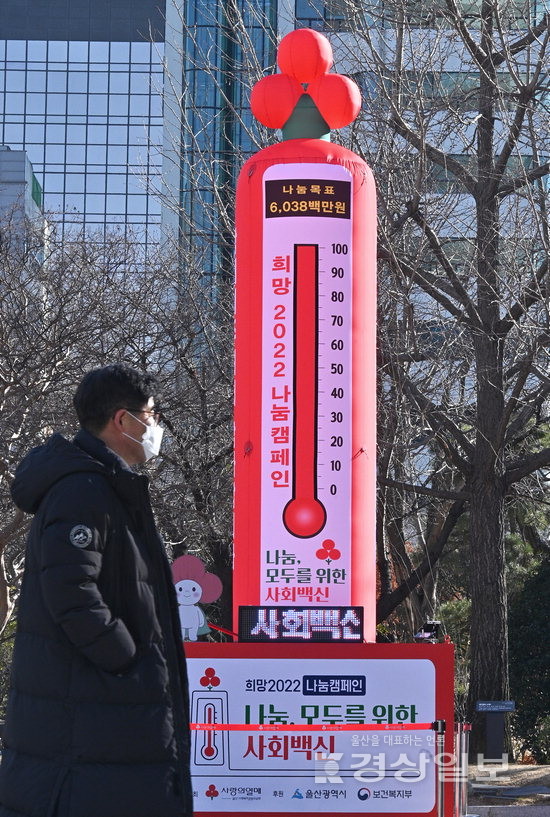 나눔목표
6,038백만원
희망 2022 나눔캠페인
100
90
80
70
60
50
40
30
20
10
0
나눔,
모두를 위한
사회백신
사회백신
희망2022 나눔캠페인
나눔, 모두를 위한
사회백신
울산을 대표하는 언론
경상일보
사랑의열매
후원
울산광역시
보건복지부